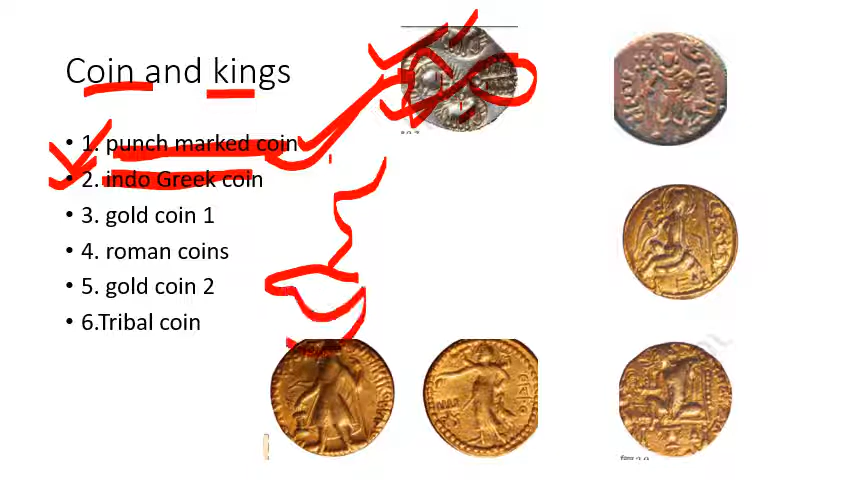 Coin and kings
• 1. punch marked coin
• 2. indo Greek coin
• 3. gold coin 1
• 4. roman coins
• 5. gold coin 2
• 6.Tribal coin